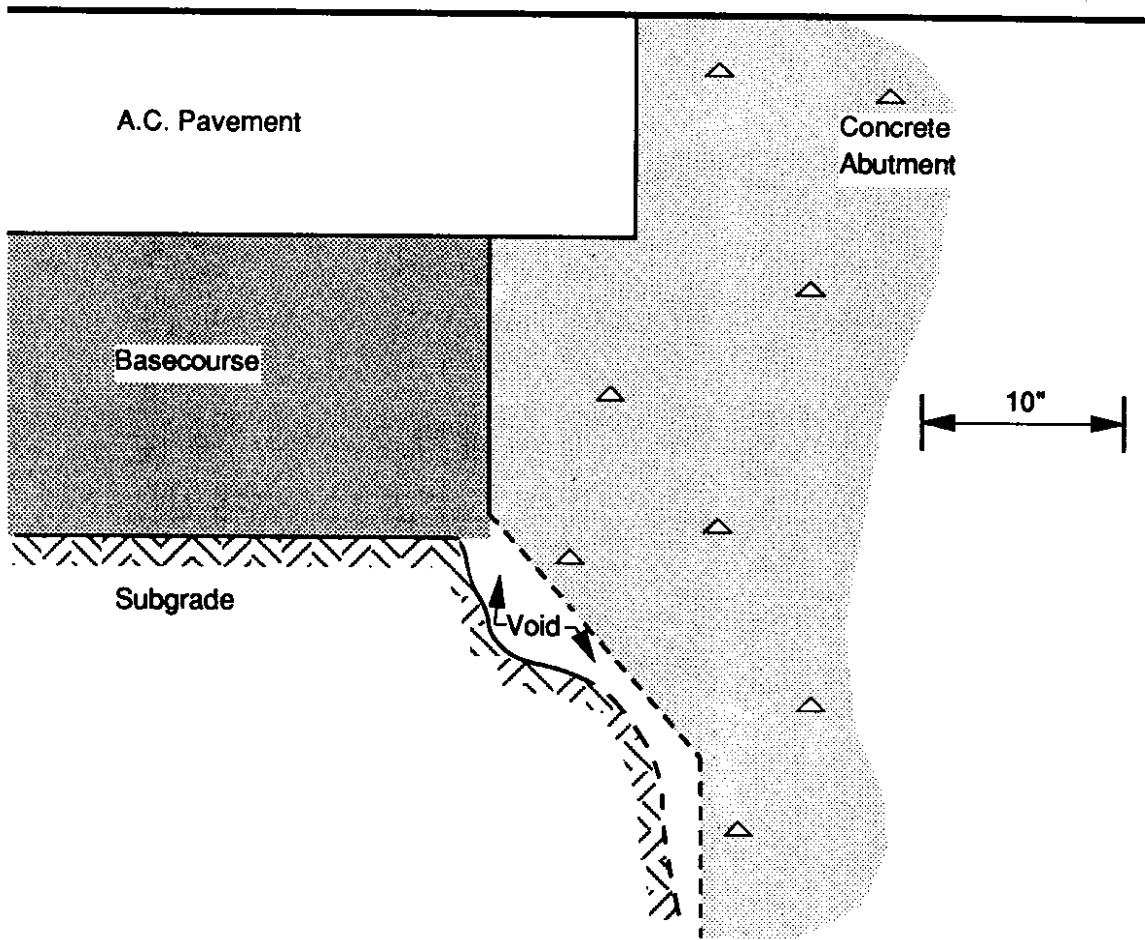 A.C. Pavement
Concrete
Abutment
Basecourse
10"
Subgrade
Void